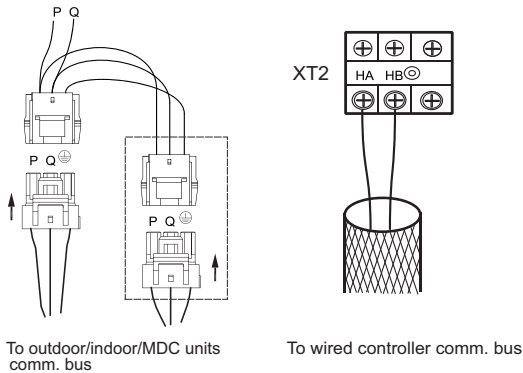 P Q
P Q
P Q
To outdoor/indoor/MDC units
comm. bus
XT2
HA HB
To wired controller comm. bus